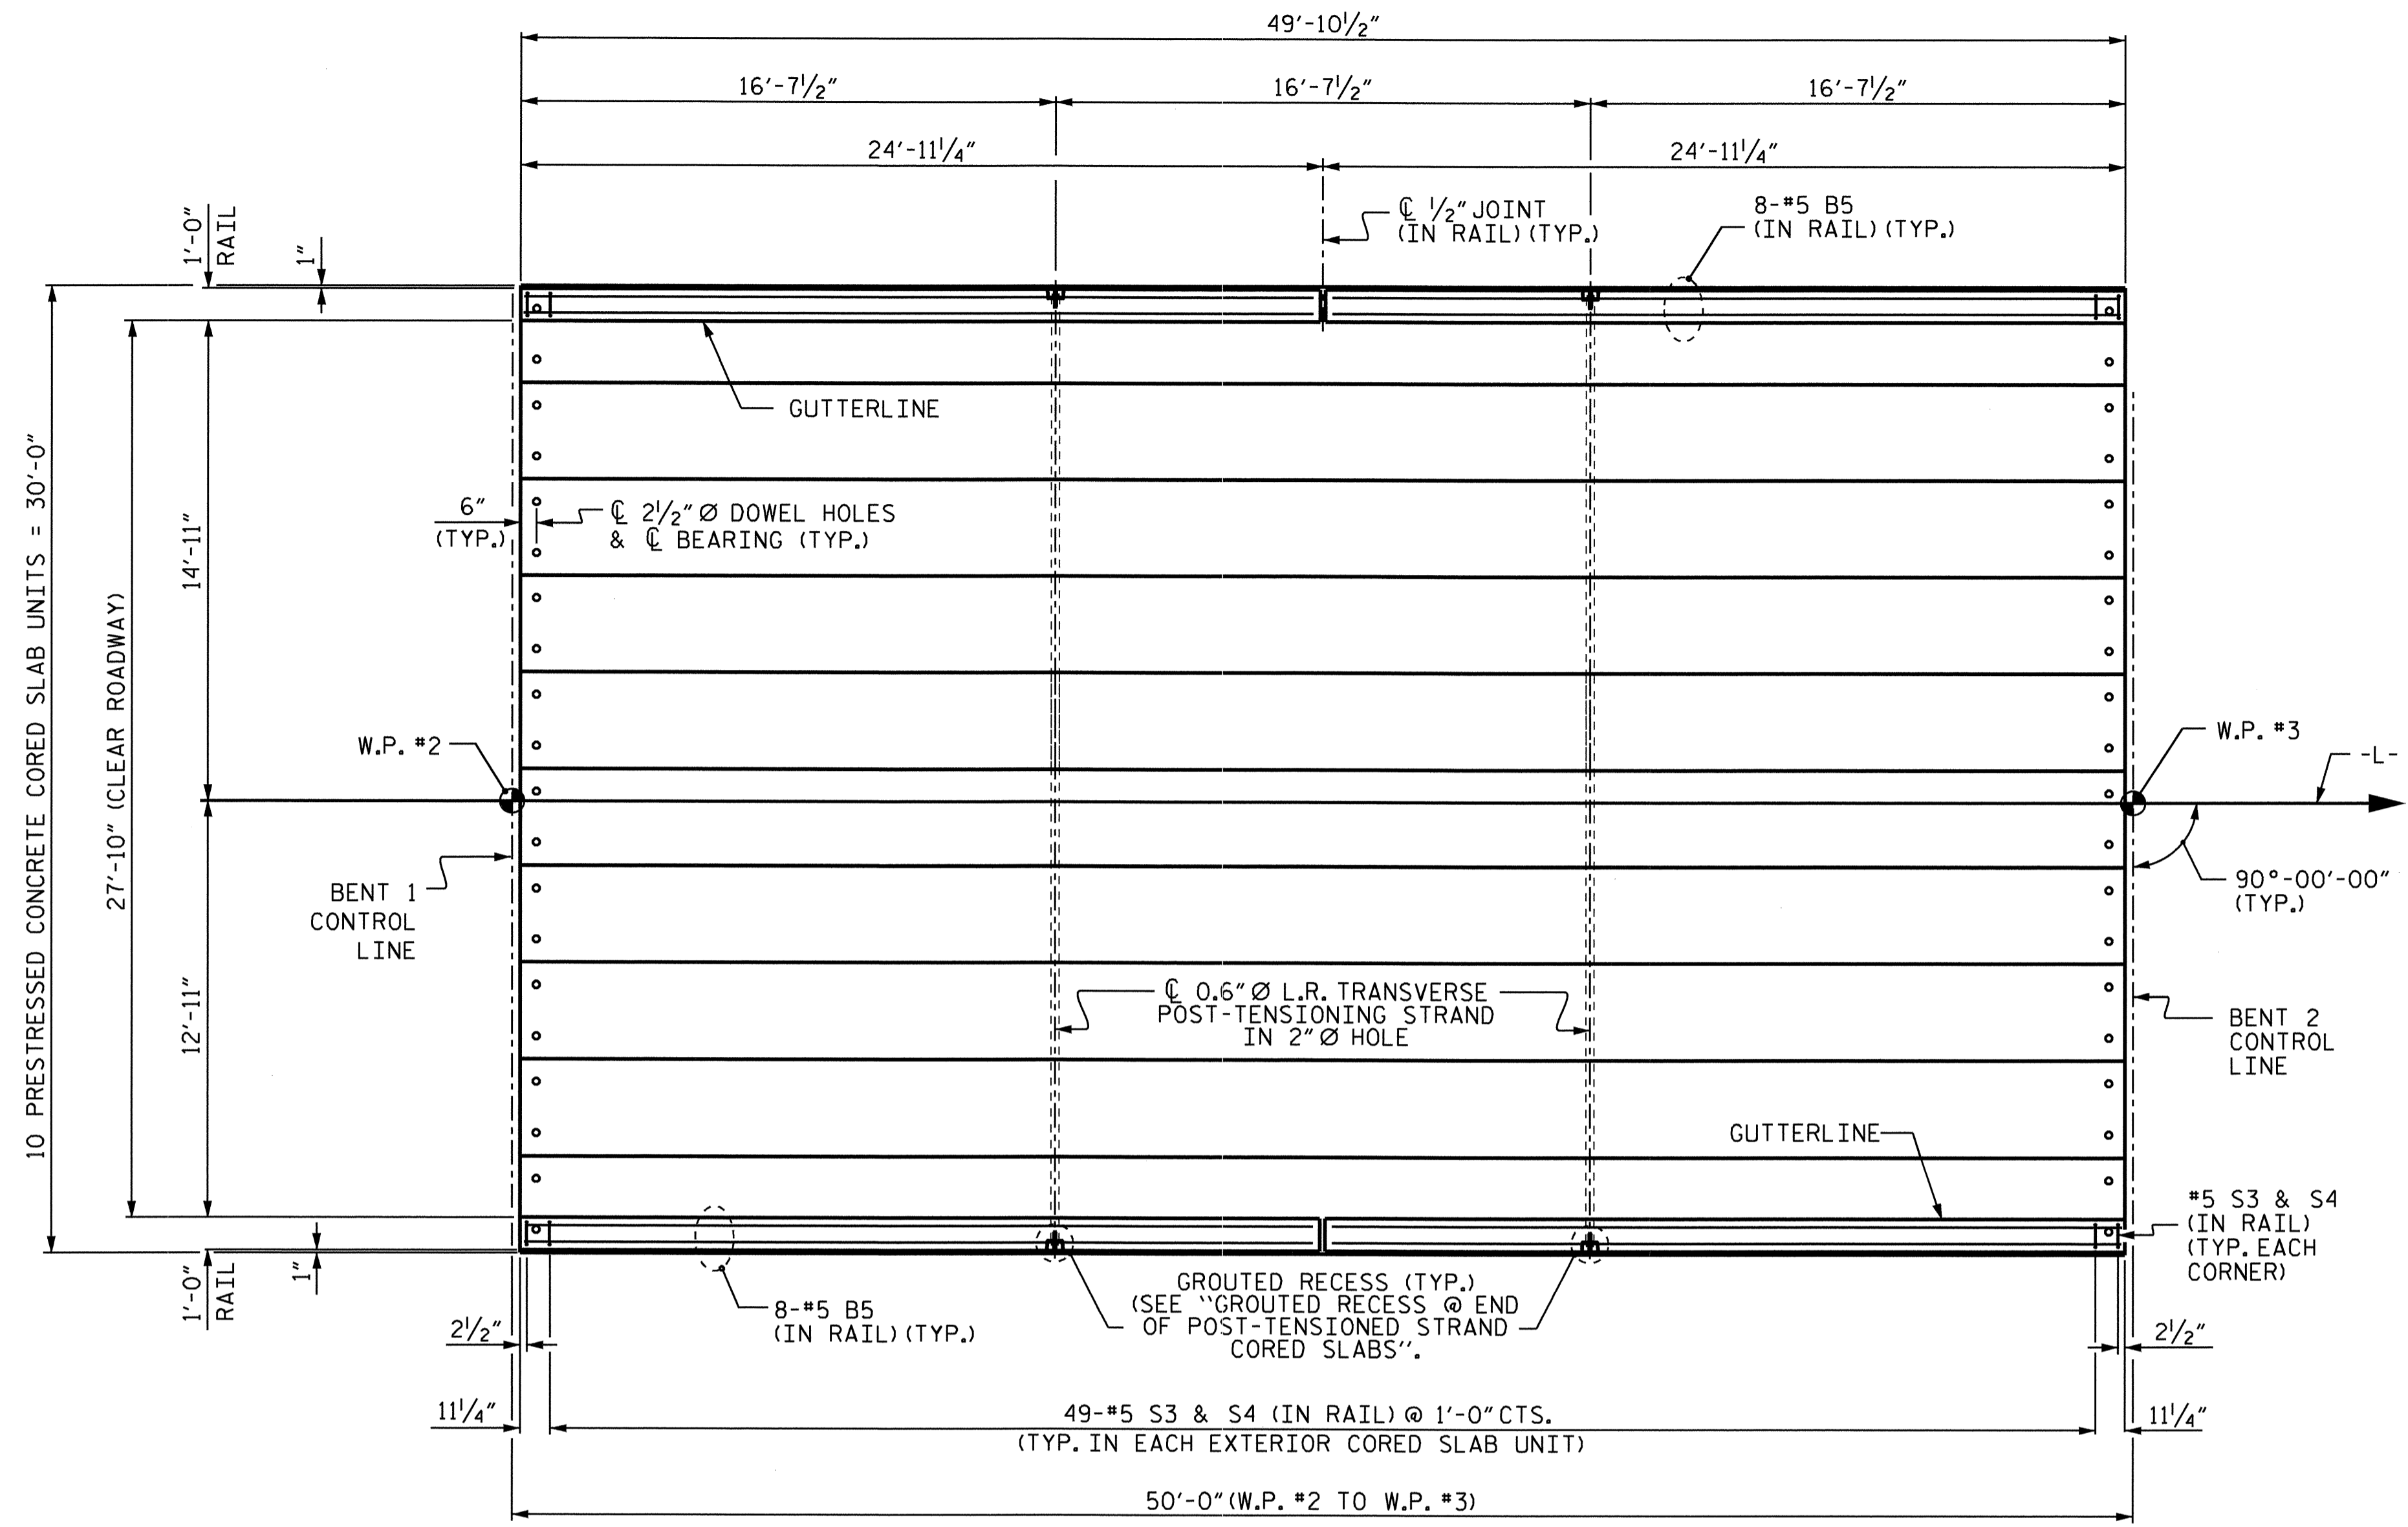 49'-10½"
16'-7½"
16'-7½"
16'-7½"
24'-11¼"
24'-11¼"
1'-0"
RAIL
1"
℄ ½" JOINT
(IN RAIL) (TYP.)
8-#5 B5
(IN RAIL) (TYP.)
GUTTERLINE
10 PRESTRESSED CONCRETE CORED SLAB UNITS = 30'-0"
27'-10" (CLEAR ROADWAY)
14'-11"
6"
(TYP.)
℄ 2½" Ø DOWEL HOLES
& ℄ BEARING (TYP.)
W.P. #2
W.P. #3
-L-
BENT 1
CONTROL
LINE
90°-00'-00"
(TYP.)
12'-11"
℄ 0.6" Ø L.R. TRANSVERSE
POST-TENSIONING STRAND
IN 2" Ø HOLE
BENT 2
CONTROL
LINE
GUTTERLINE
#5 S3 & S4
(IN RAIL)
(TYP. EACH
CORNER)
1'-0"
RAIL
1"
8-#5 B5
(IN RAIL) (TYP.)
GROUTED RECESS (TYP.)
(SEE "GROUTED RECESS @ END
OF POST-TENSIONED STRAND
CORED SLABS".
2½"
2½"
11¼"
49-#5 S3 & S4 (IN RAIL) @ 1'-0" CTS.
(TYP. IN EACH EXTERIOR CORED SLAB UNIT)
11¼"
50'-0" (W.P. #2 TO W.P. #3)